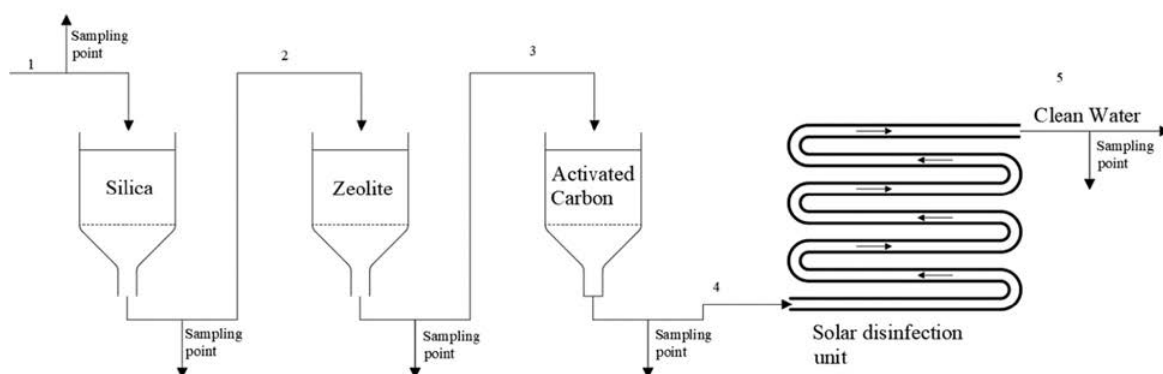 Sampling
point
1
2
3
5
Clean Water
Sampling
point
Silica
Zeolite
Activated
Carbon
4
Sampling
point
Sampling
point
Sampling
point
Solar disinfection
unit